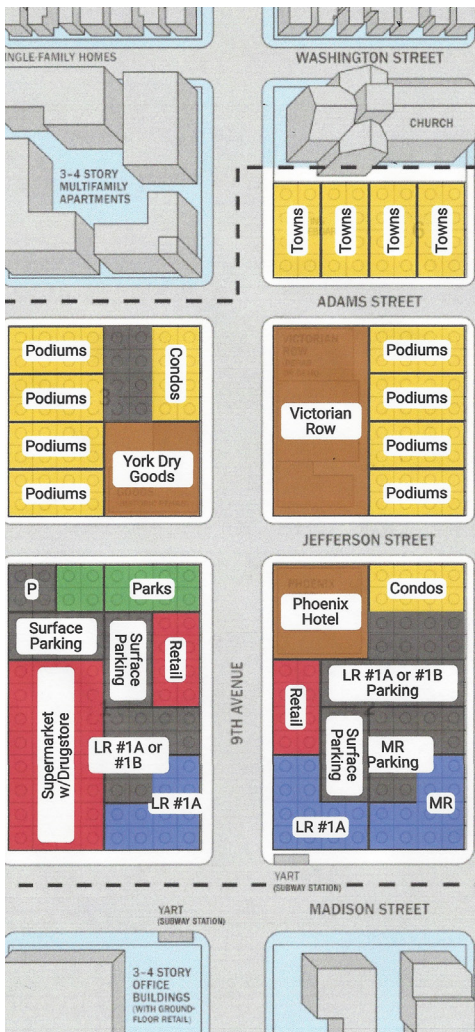 INGLE-FAMILY HOMES
WASHINGTON STREET
CHURCH
3-4 STORY
MULTIFAMILY
APARTMENTS
Towns
Towns
Towns
Towns
ADAMS STREET
Podiums
Podiums
Podiums
Podiums
Condos
York Dry
Goods
Victorian
Row
Podiums
Podiums
Podiums
Podiums
JEFFERSON STREET
P
Parks
Surface
Parking
Surface
Parking
Retail
Supermarket
w/Drugstore
LR #1A or
#1B
LR #1A
9TH AVENUE
Phoenix
Hotel
Condos
Retail
LR #1A or #1B
Parking
Surface
Parking
MR
Parking
MR
LR #1A
YART
(SUBWAY STATION)
YART
(SUBWAY STATION)
MADISON STREET
3-4 STORY
OFFICE
BUILDINGS
(WITH GROUND-
FLOOR RETAIL)